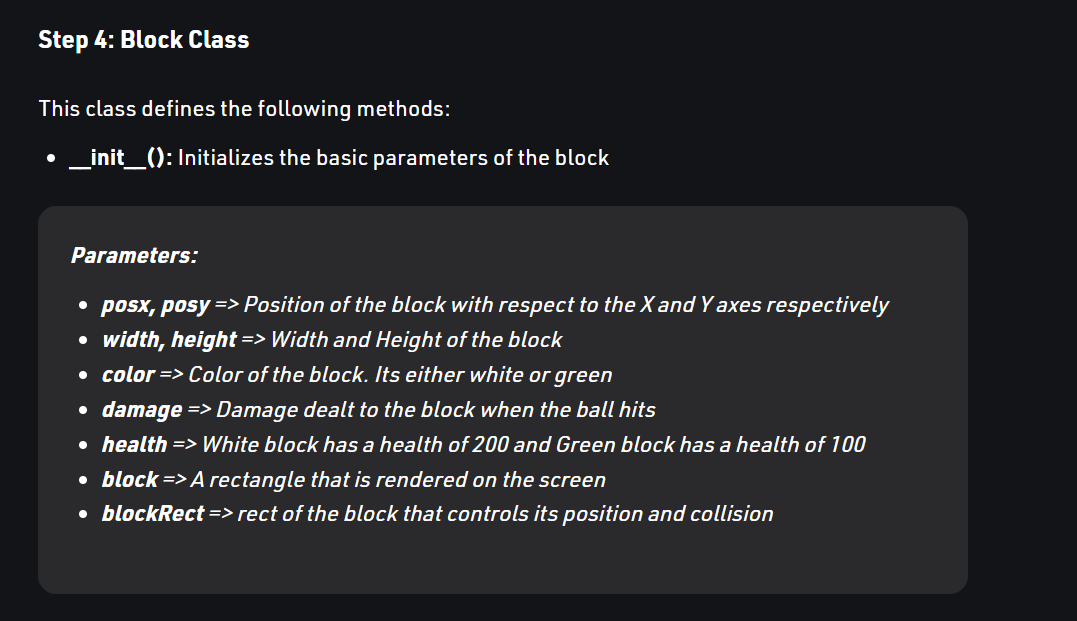 Step 4: Block Class
This class defines the following methods:
• __init__(): Initializes the basic parameters of the block
Parameters:
• posx, posy => Position of the block with respect to the X and Y axes respectively
• width, height => Width and Height of the block
• color => Color of the block. Its either white or green
• damage => Damage dealt to the block when the ball hits
• health => White block has a health of 200 and Green block has a health of 100
• block => A rectangle that is rendered on the screen
• blockRect => rect of the block that controls its position and collision